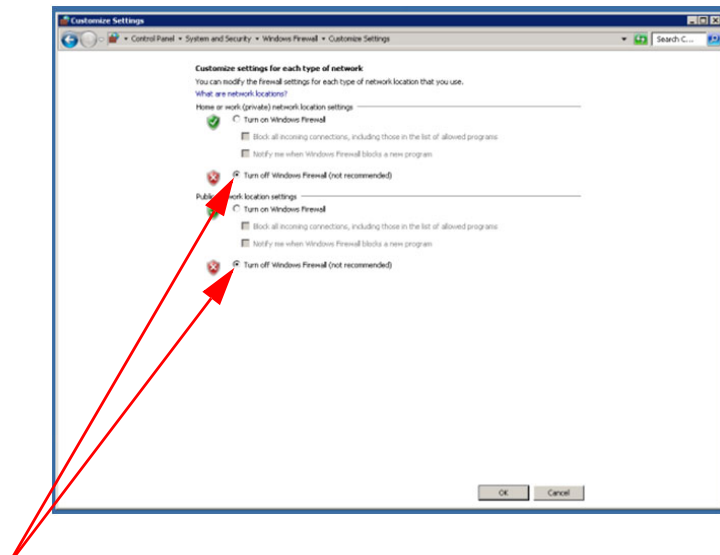 Customize Settings
Control Panel • System and Security • Windows Firewall • Customize Settings
Search C...
Customize settings for each type of network
You can modify the firewall settings for each type of network location that you use.
What are network locations?
Home or work (private) network location settings
Turn on Windows Firewall
Block all incoming connections, including those in the list of allowed programs
Notify me when Windows Firewall blocks a new program
Turn off Windows Firewall (not recommended)
Public network location settings
Turn on Windows Firewall
Block all incoming connections, including those in the list of allowed programs
Notify me when Windows Firewall blocks a new program
Turn off Windows Firewall (not recommended)
OK
Cancel